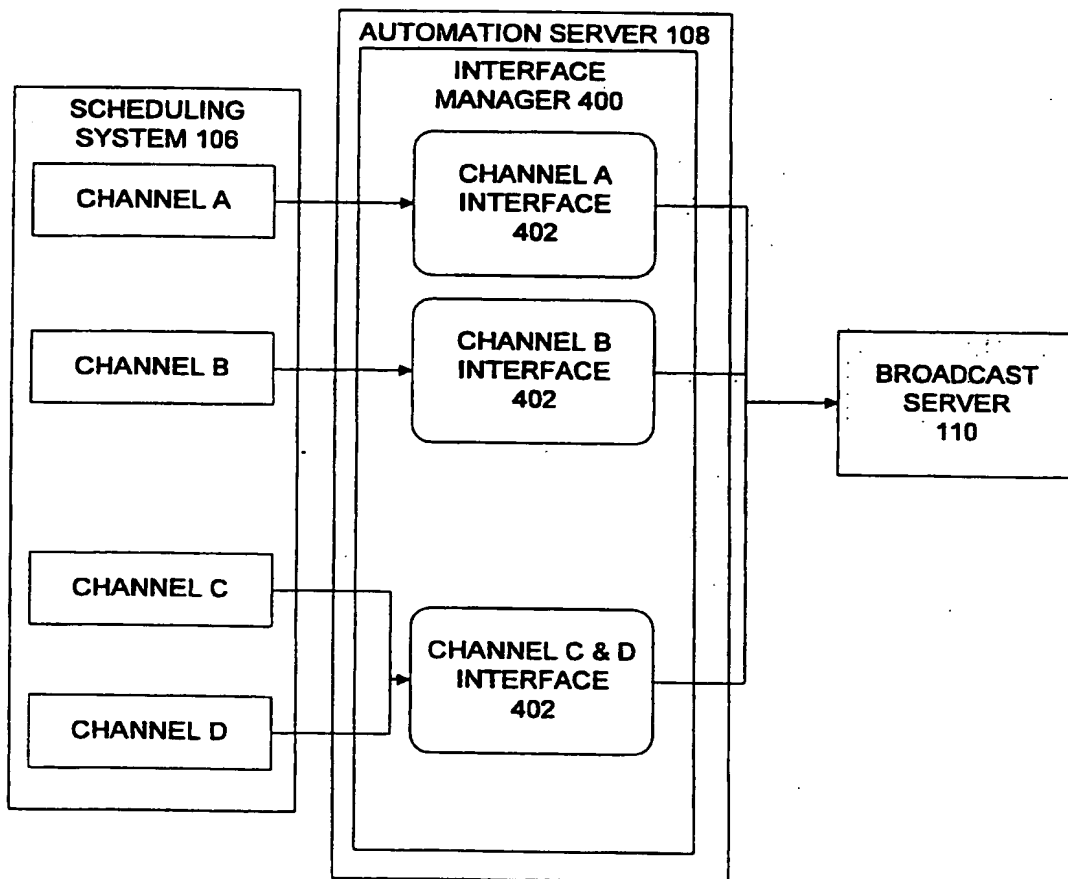 AUTOMATION SERVER 108
INTERFACE
MANAGER 400
SCHEDULING
SYSTEM 106
CHANNEL A
CHANNEL A
INTERFACE
402
CHANNEL B
CHANNEL B
INTERFACE
402
BROADCAST
SERVER
110
CHANNEL C
CHANNEL C & D
INTERFACE
402
CHANNEL D